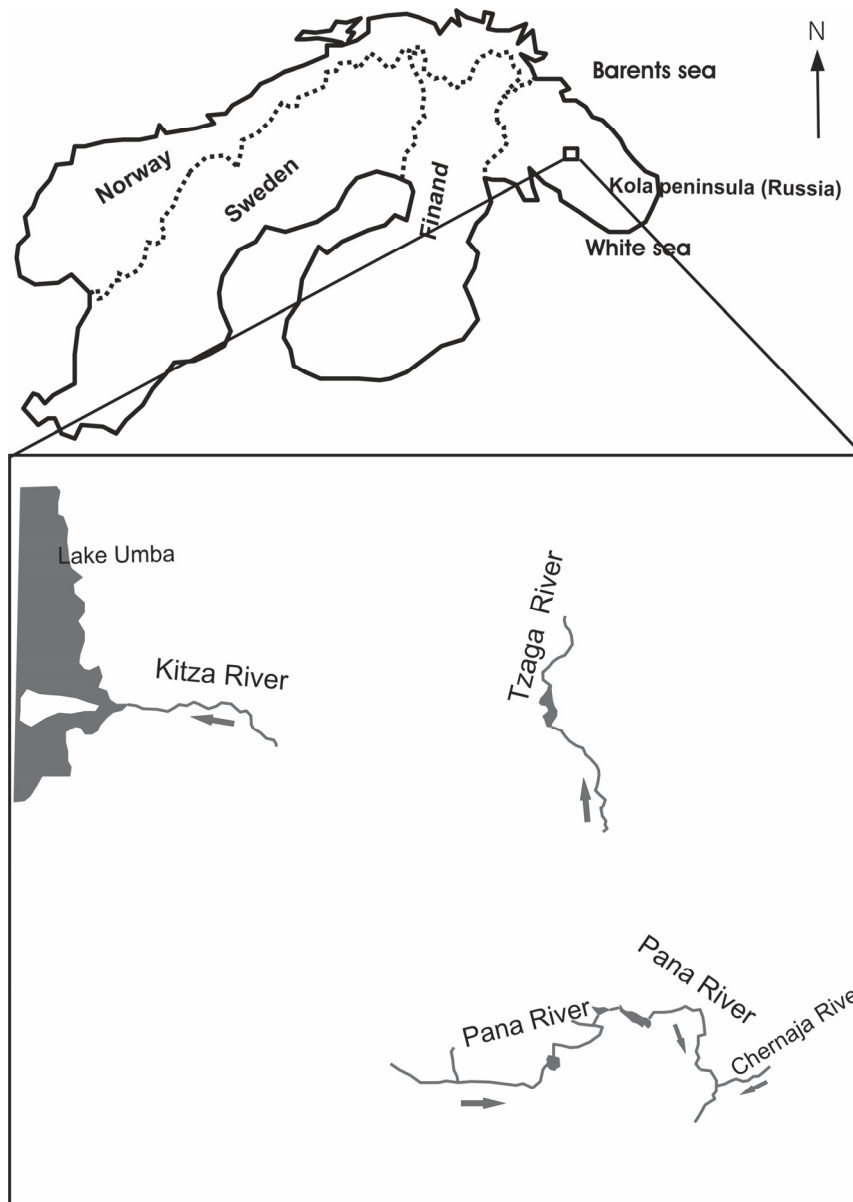 N
Barents sea
Norway
Sweden
Finand
Kola peninsula (Russia)
White sea
Lake Umba
Kitza River
Tzaga River
Pana River
Pana River
Chernaja River